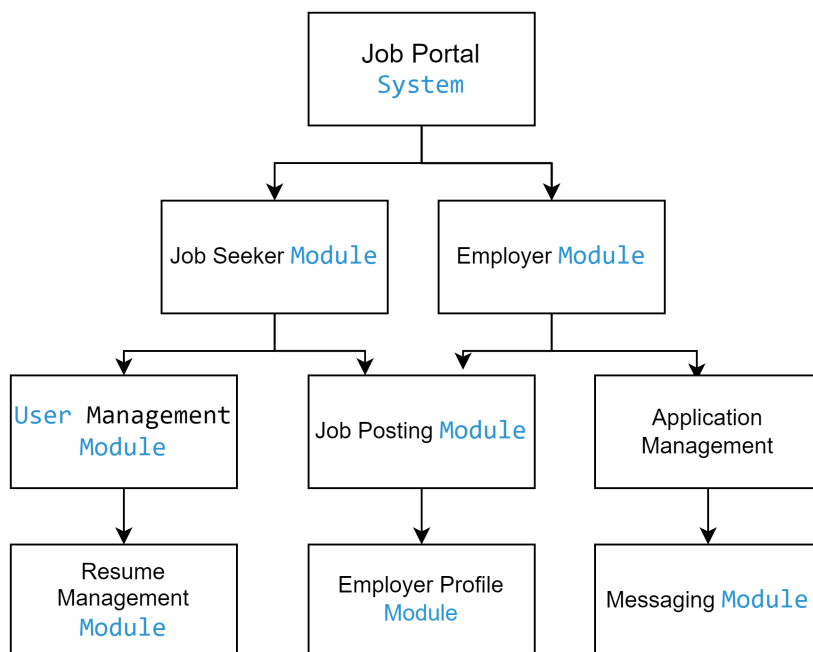 Job Portal
System
Job Seeker Module
Employer Module
User Management
Module
Job Posting Module
Application
Management
Resume
Management
Module
Employer Profile
Module
Messaging Module